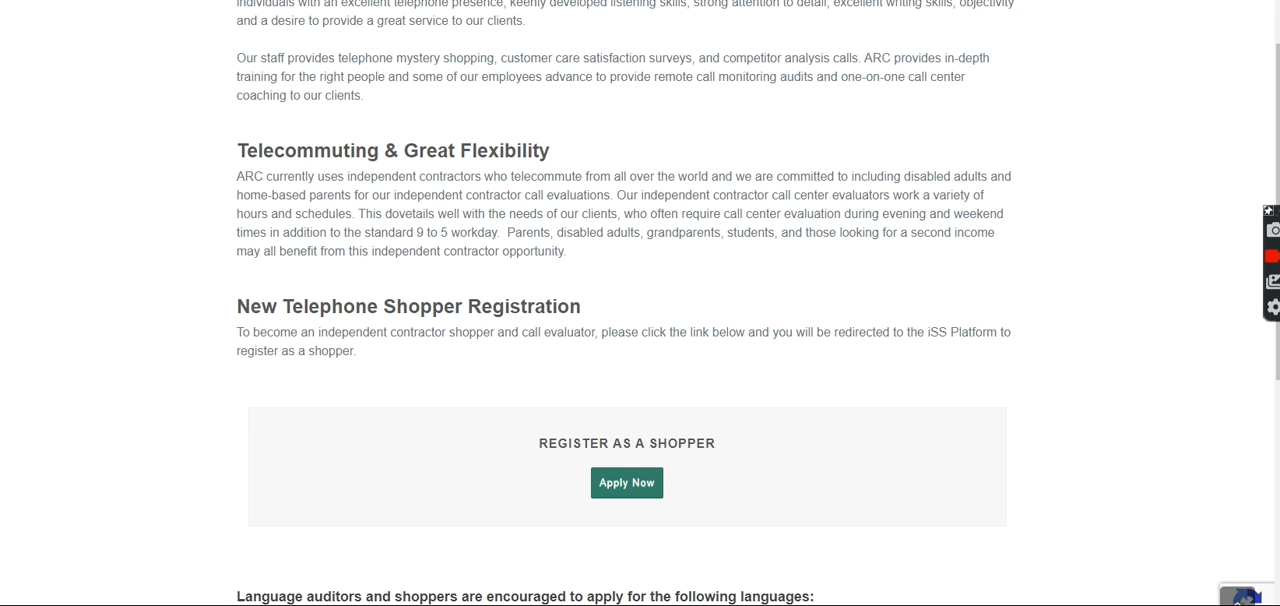 individuals with an excellent telephone presence, keenly developed listening skills, strong attention to detail, excellent writing skills, objectivity
and a desire to provide a great service to our clients.
Our staff provides telephone mystery shopping, customer care satisfaction surveys, and competitor analysis calls. ARC provides in-depth
training for the right people and some of our employees advance to provide remote call monitoring audits and one-on-one call center
coaching to our clients.
Telecommuting & Great Flexibility
ARC currently uses independent contractors who telecommute from all over the world and we are committed to including disabled adults and
home-based parents for our independent contractor call evaluations. Our independent contractor call center evaluators work a variety of
hours and schedules. This dovetails well with the needs of our clients, who often require call center evaluation during evening and weekend
times in addition to the standard 9 to 5 workday.  Parents, disabled adults, grandparents, students, and those looking for a second income
may all benefit from this independent contractor opportunity.
New Telephone Shopper Registration
To become an independent contractor shopper and call evaluator, please click the link below and you will be redirected to the iSS Platform to
register as a shopper.
REGISTER AS A SHOPPER
Apply Now
Language auditors and shoppers are encouraged to apply for the following languages: